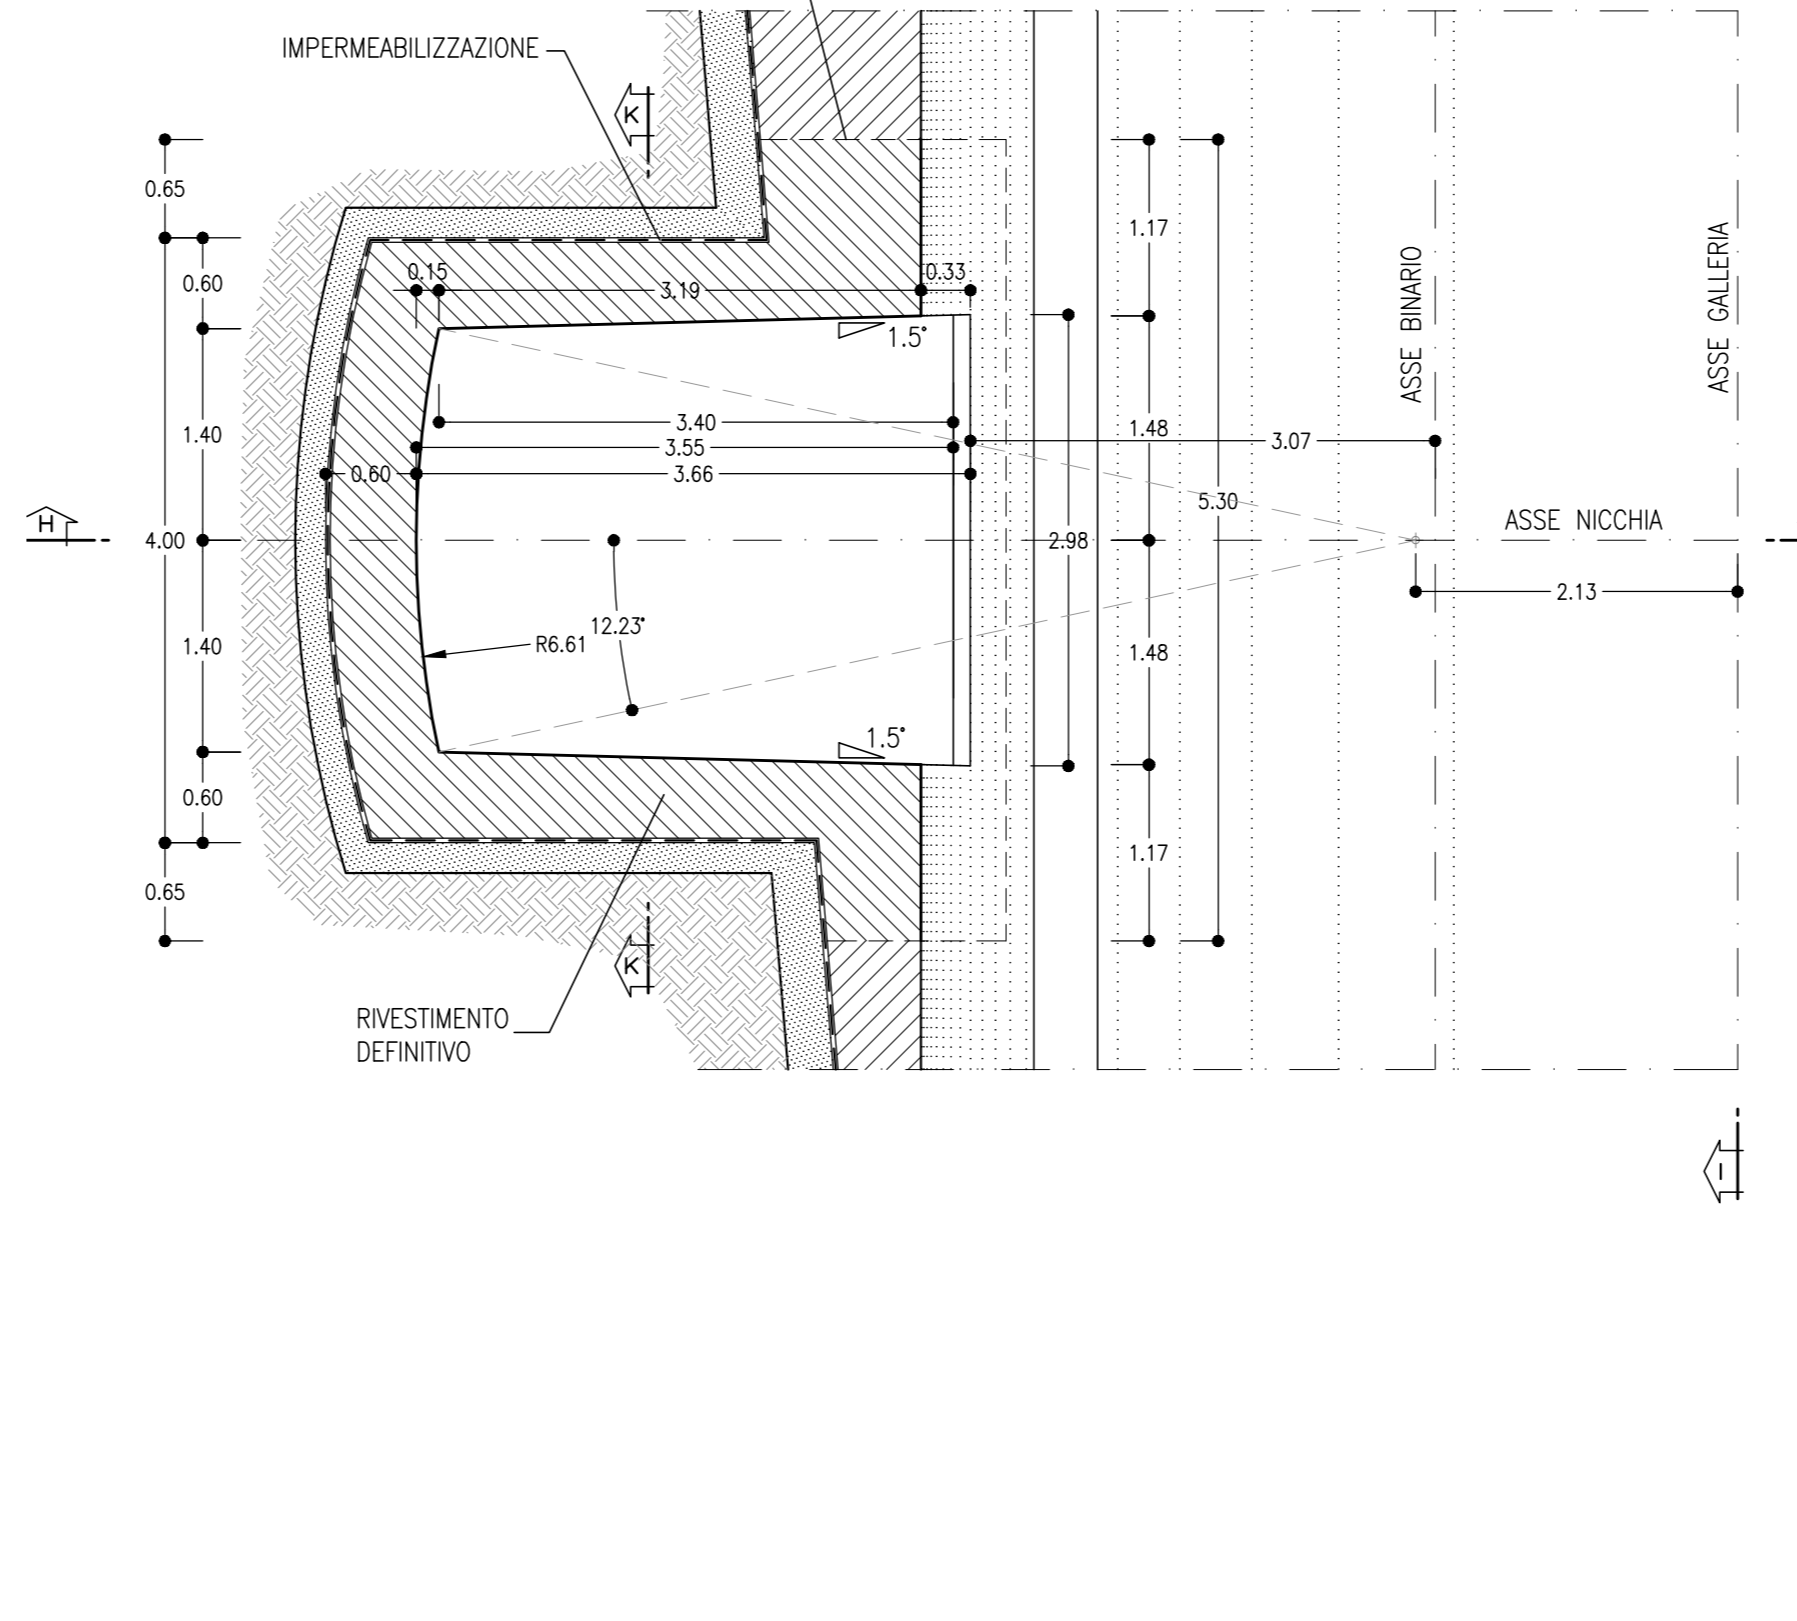 IMPERMEABILIZZAZIONE
K
0.65
1.17
0.60
0.15
3.19
0.33
1.5°
ASSE BINARIO
ASSE GALLERIA
3.40
1.40
1.48
3.07
3.55
0.60
3.66
5.30
ASSE NICCHIA
H
4.00
2.98
2.13
12.23°
R6.61
1.40
1.48
1.5°
0.60
1.17
0.65
K
RIVESTIMENTO
DEFINITIVO
I